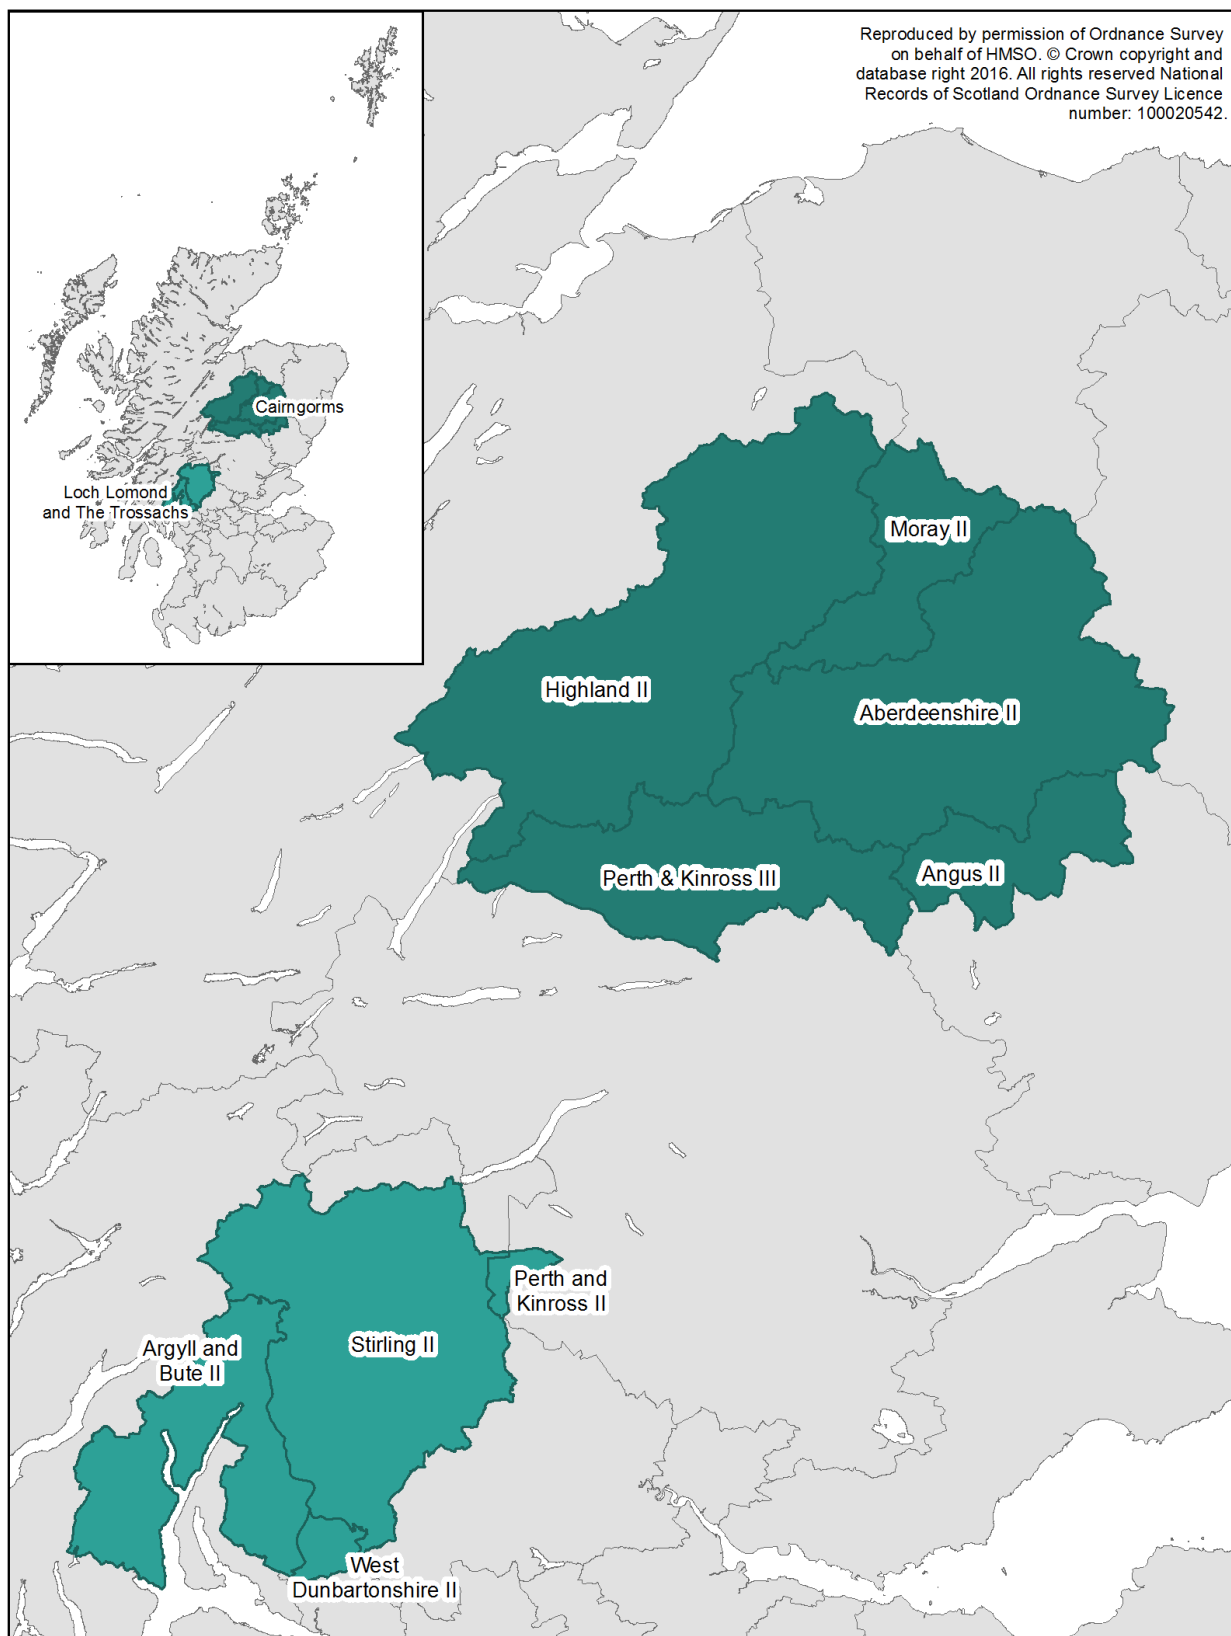 Reproduced by permission of Ordnance Survey
on behalf of HMSO. © Crown copyright and
database right 2016. All rights reserved National
Records of Scotland Ordnance Survey Licence
number: 100020542.
Cairngorms
Loch Lomond
and The Trossachs
Moray II
Highland II
Aberdeenshire II
Perth & Kinross III
Angus II
Perth and
Kinross II
Argyll and
Bute II
Stirling II
West
Dunbartonshire II